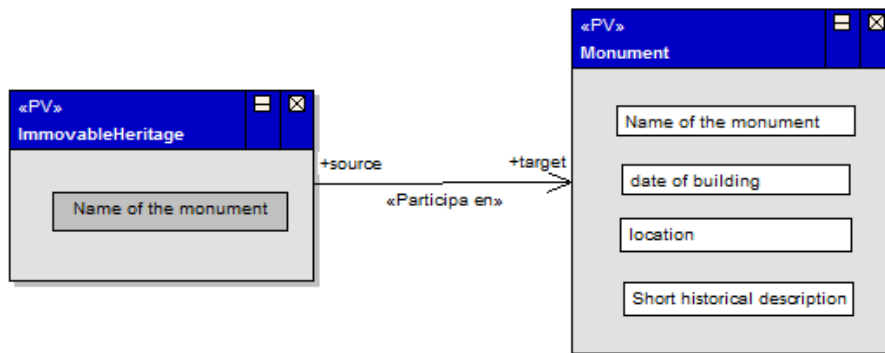 «PV»
ImmovableHeritage
Name of the monument
+source
+target
«Participa en»
«PV»
Monument
Name of the monument
date of building
location
Short historical description